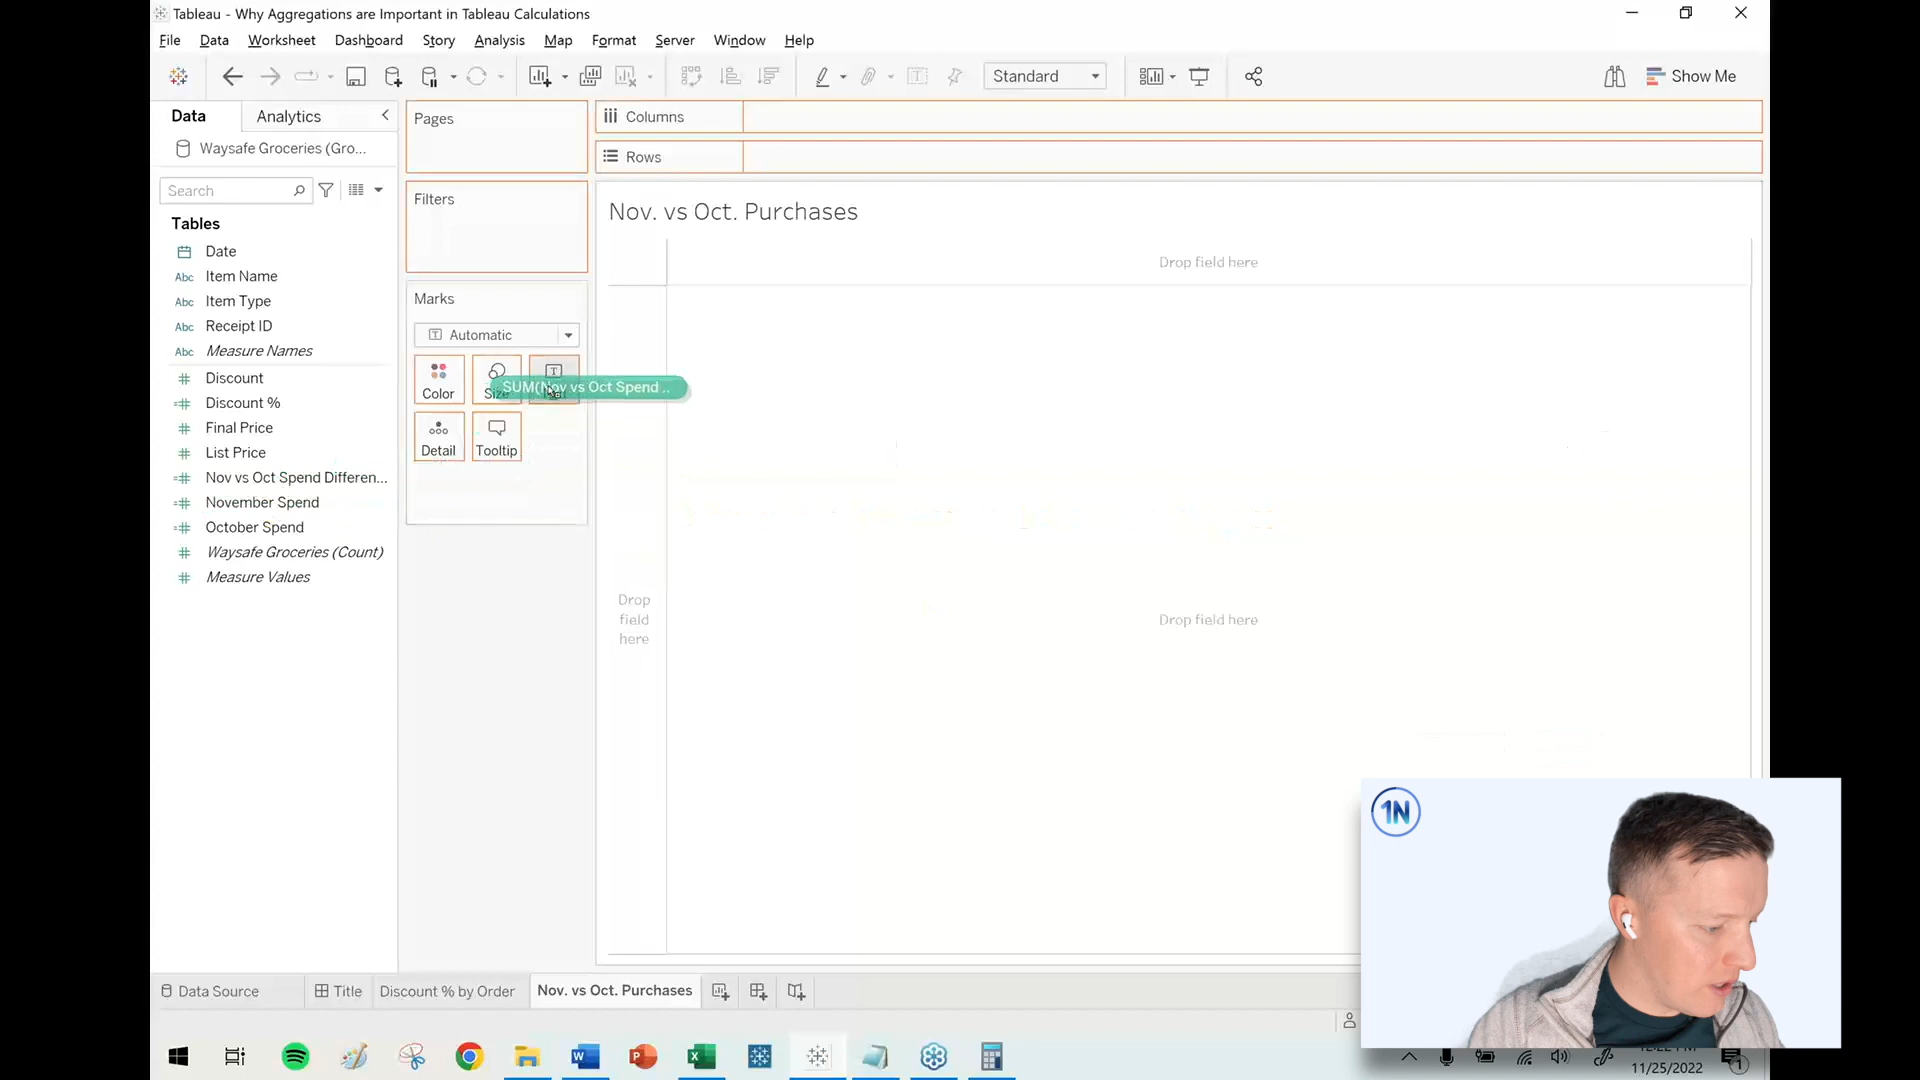 Tableau - Why Aggregations are Important in Tableau Calculations
File Data Worksheet Dashboard Story Analysis Map Format Server Window Help
Standard
Show Me
Data
Analytics
Pages
Columns
Waysafe Groceries (Gro...
Rows
Search
Filters
Nov. vs Oct. Purchases
Tables
Date
Item Name
Item Type
Receipt ID
Measure Names
Discount
Discount %
Final Price
List Price
Nov vs Oct Spend Differen...
November Spend
October Spend
Waysafe Groceries (Count)
Measure Values
Abc
Abc
Abc
Abc
Marks
Automatic
Color
SUM(Nov vs Oct Spend ..
Detail
Tooltip
Drop field here
Drop
field
here
Drop field here
1N
Data Source
Title
Discount % by Order
Nov. vs Oct. Purchases
11/25/2022
1